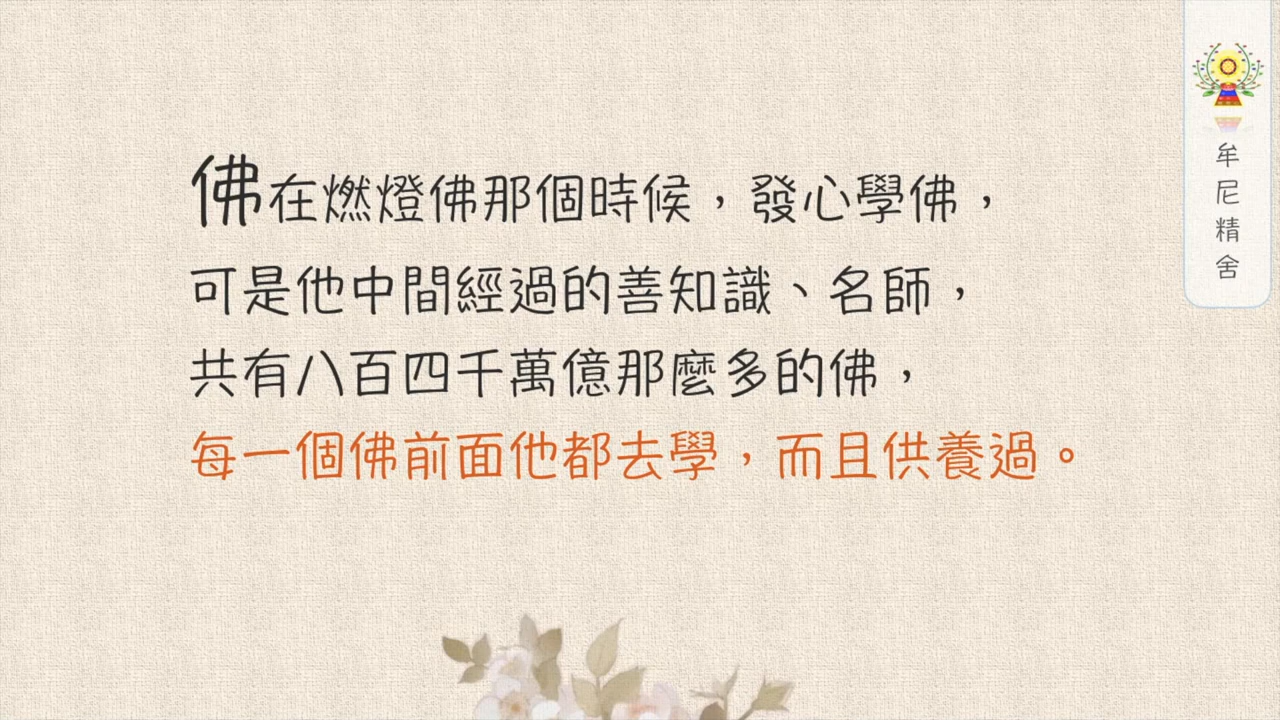 佛在燃燈佛那個時候，發心學佛，
可是他中間經過的善知識、名師，
共有八百四千萬億那麼多的佛，
每一個佛前面他都去學，而且供養過。
牟尼精舍